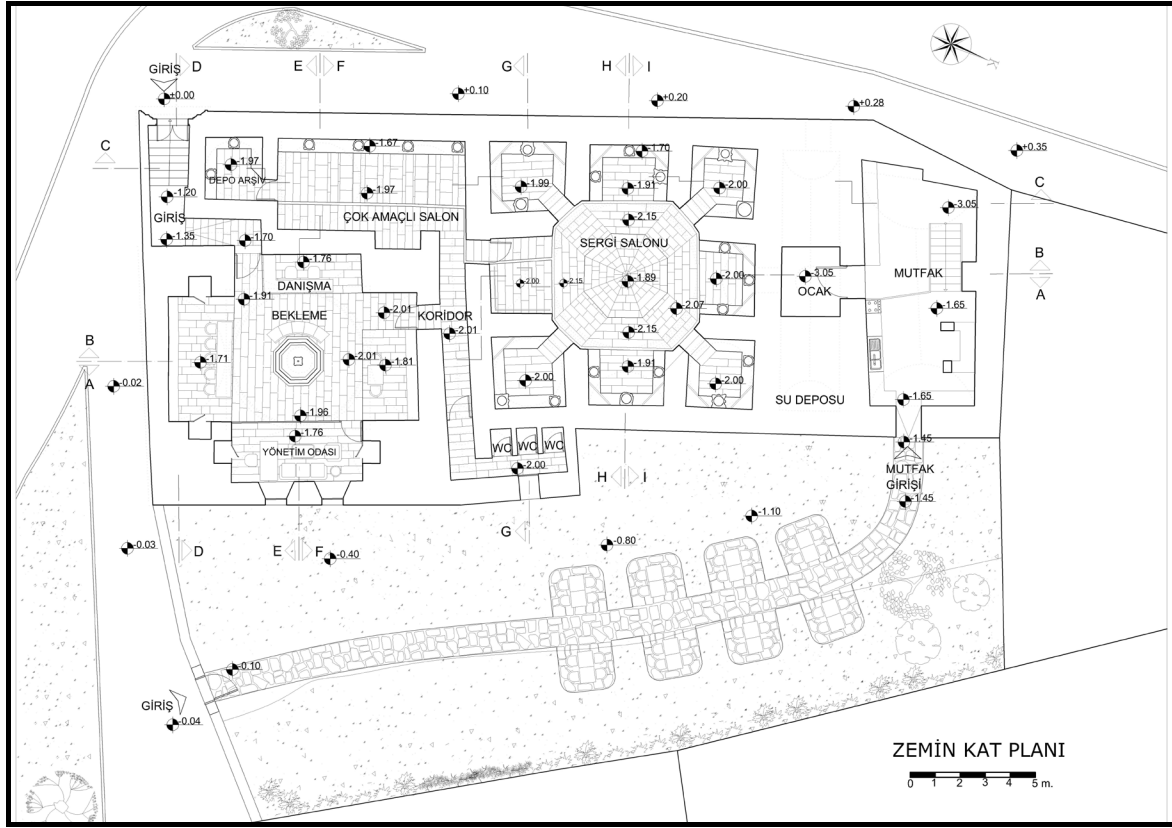 GİRİŞ
D
E
F
G
H
I
K
+0.00
+0.10
+0.20
+0.28
+0.35
C
-1.67
-1.70
-1.97
DEPO ARŞİV
-1.97
-1.99
-1.91
-2.00
-1.20
-3.05
C
GİRİŞ
ÇOK AMAÇLI SALON
-2.15
-1.35
-1.70
SERGİ SALONU
B
-1.76
DANIŞMA
-2.00
-2.15
-1.89
-2.00
-3.05
OCAK
MUTFAK
A
-1.91
BEKLEME
-2.01
KORİDOR
-2.07
-1.65
-2.01
-2.15
B
-1.71
-2.01
-1.81
-1.91
A
-0.02
-2.00
-2.00
SU DEPOSU
-1.65
-1.96
-1.76
YÖNETİM ODASI
WC
WC
WC
-2.00
-1.45
MUTFAK
GİRİŞİ
-1.45
H
I
-1.10
G
-0.03
D
E
F
-0.40
-0.80
-0.10
GİRİŞ
-0.04
ZEMİN KAT PLANI
0 1 2 3 4 5 m.